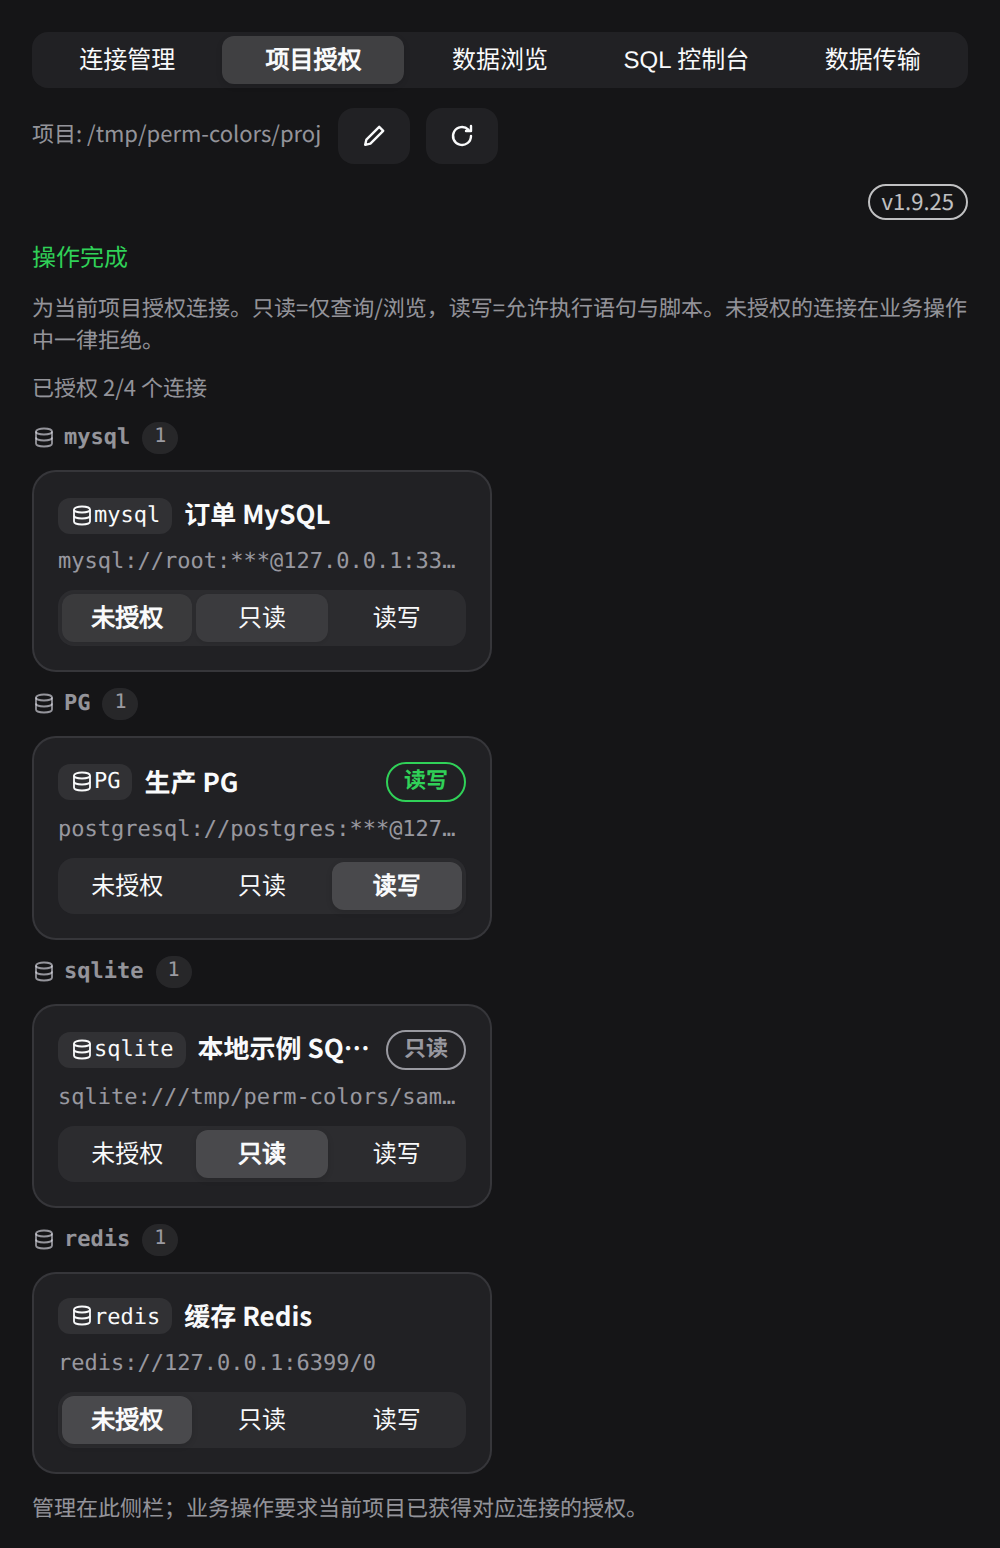 连接管理 项目授权 数据浏览 SQL 控制台 数据传输
项目: /tmp/perm-colors/proj
v1.9.25
操作完成
为当前项目授权连接。只读=仅查询/浏览，读写=允许执行语句与脚本。未授权的连接在业务操作
中一律拒绝。
已授权 2/4 个连接
mysql 1
mysql 订单 MySQL
mysql://root:***@127.0.0.1:33…
未授权 只读 读写
PG 1
PG 生产 PG 读写
postgresql://postgres:***@127…
未授权 只读 读写
sqlite 1
sqlite 本地示例 SQ… 只读
sqlite:///tmp/perm-colors/sam…
未授权 只读 读写
redis 1
redis 缓存 Redis
redis://127.0.0.1:6399/0
未授权 只读 读写
管理在此侧栏；业务操作要求当前项目已获得对应连接的授权。